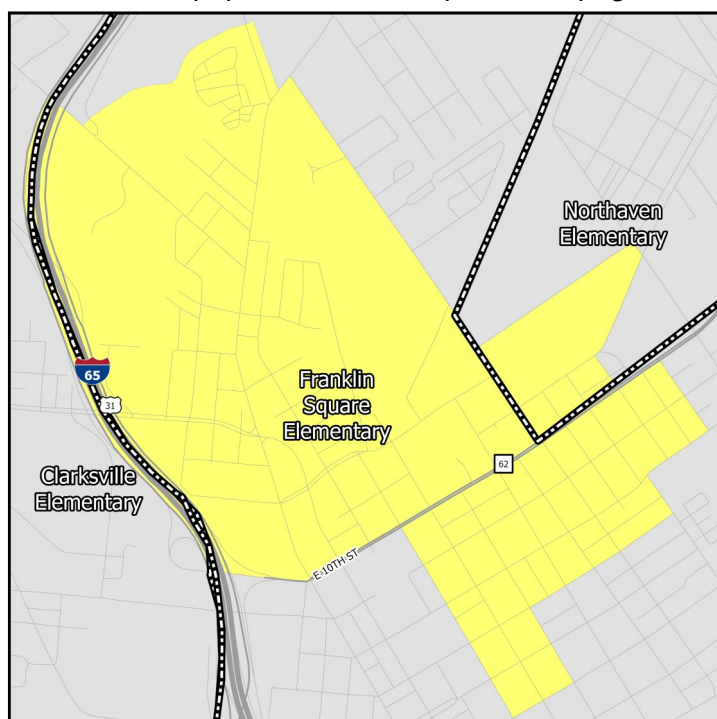 Northaven
Elementary
65
31
Franklin
Square
Elementary
Clarksville
Elementary
62
E 10TH ST